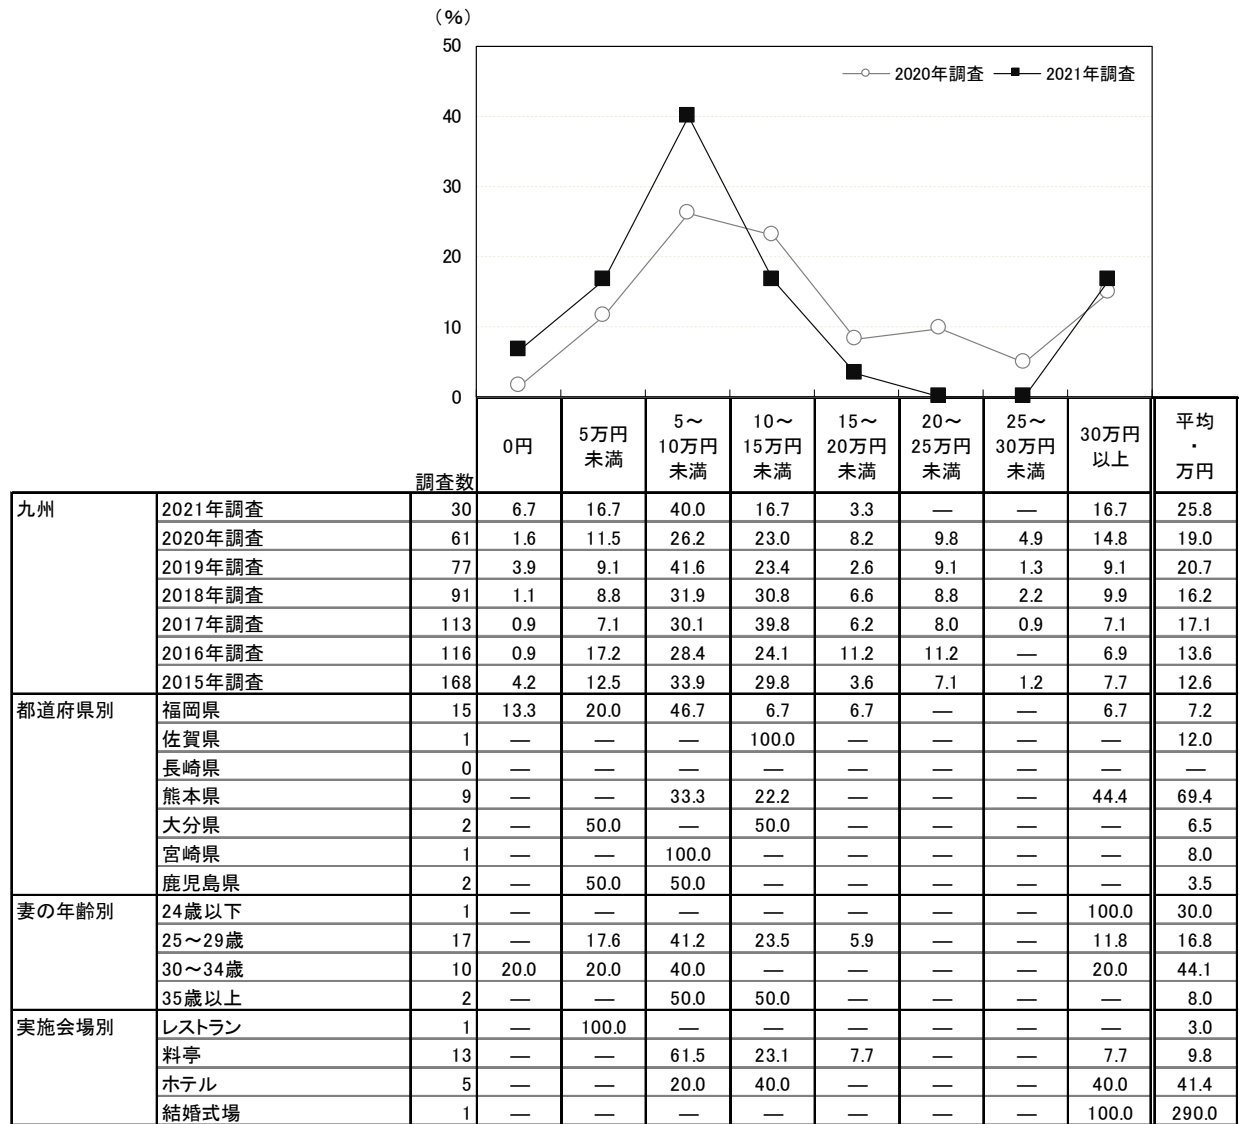 （%）
50
40
30
20
10
0
2020年調査 2021年調査
調査数 0円 5万円未満 5～10万円未満 10～15万円未満 15～20万円未満 20～25万円未満 25～30万円未満 30万円以上 平均・万円
九州 2021年調査 30 6.7 16.7 40.0 16.7 3.3 — — 16.7 25.8
2020年調査 61 1.6 11.5 26.2 23.0 8.2 9.8 4.9 14.8 19.0
2019年調査 77 3.9 9.1 41.6 23.4 2.6 9.1 1.3 9.1 20.7
2018年調査 91 1.1 8.8 31.9 30.8 6.6 8.8 2.2 9.9 16.2
2017年調査 113 0.9 7.1 30.1 39.8 6.2 8.0 0.9 7.1 17.1
2016年調査 116 0.9 17.2 28.4 24.1 11.2 11.2 — 6.9 13.6
2015年調査 168 4.2 12.5 33.9 29.8 3.6 7.1 1.2 7.7 12.6
都道府県別 福岡県 15 13.3 20.0 46.7 6.7 6.7 — — 6.7 7.2
佐賀県 1 — — — 100.0 — — — — 12.0
長崎県 0 — — — — — — — — —
熊本県 9 — — 33.3 22.2 — — — 44.4 69.4
大分県 2 — 50.0 — 50.0 — — — — 6.5
宮崎県 1 — — 100.0 — — — — — 8.0
鹿児島県 2 — 50.0 50.0 — — — — — 3.5
妻の年齢別 24歳以下 1 — — — — — — — 100.0 30.0
25～29歳 17 — 17.6 41.2 23.5 5.9 — — 11.8 16.8
30～34歳 10 20.0 20.0 40.0 — — — — 20.0 44.1
35歳以上 2 — — 50.0 50.0 — — — — 8.0
実施会場別 レストラン 1 — 100.0 — — — — — — 3.0
料亭 13 — — 61.5 23.1 7.7 — — 7.7 9.8
ホテル 5 — — 20.0 40.0 — — — 40.0 41.4
結婚式場 1 — — — — — — — 100.0 290.0